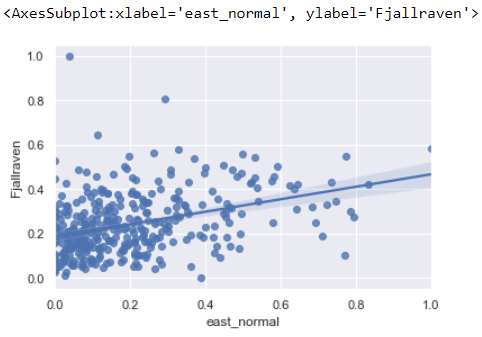 <AxesSubplot:xlabel='east_normal', ylabel='Fjallraven'>
1.0
0.8
0.6
0.4
0.2
0.0
Fjallraven
0.0 0.2 0.4 0.6 0.8 1.0
east_normal